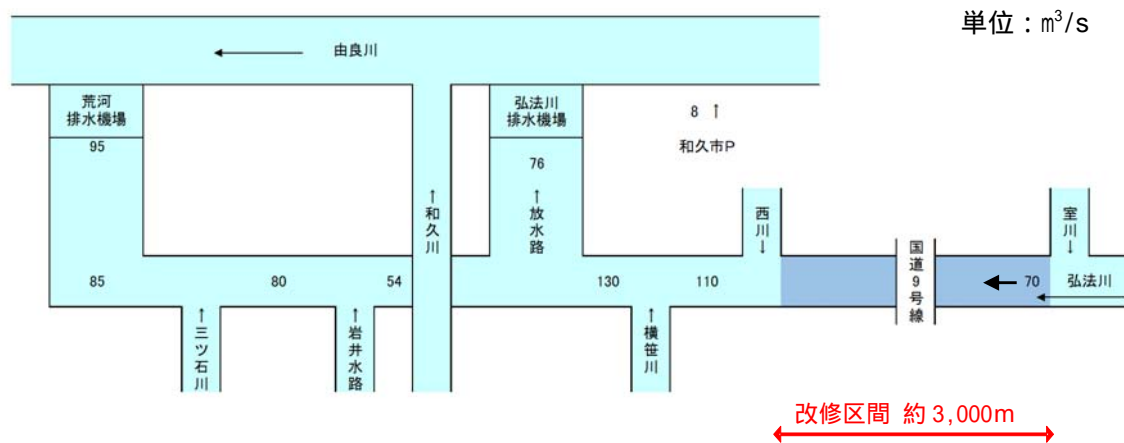 単位：㎥/s
← 由良川
荒河
排水機場
95
弘法川
排水機場
76
8 ↑
和久市P
↑和久川
↑放水路
西川↓
国道9号線
室川↓
85
80
54
130
110
← 70
弘法川
←
↑三ツ石川
↑岩井水路
↑横笹川
改修区間 約3,000m